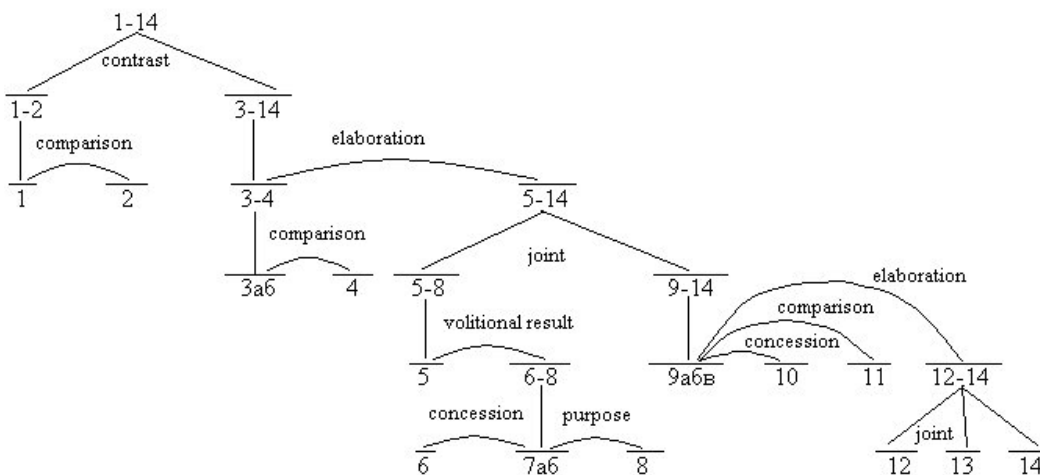 1-14
contrast
1-2 3-14
comparison elaboration
1 2 3-4 5-14
comparison joint
3аб 4 5-8 9-14
elaboration
comparison
volitional result concession
5 6-8 9абв 10 11 12-14
concession purpose joint
6 7аб 8 12 13 14